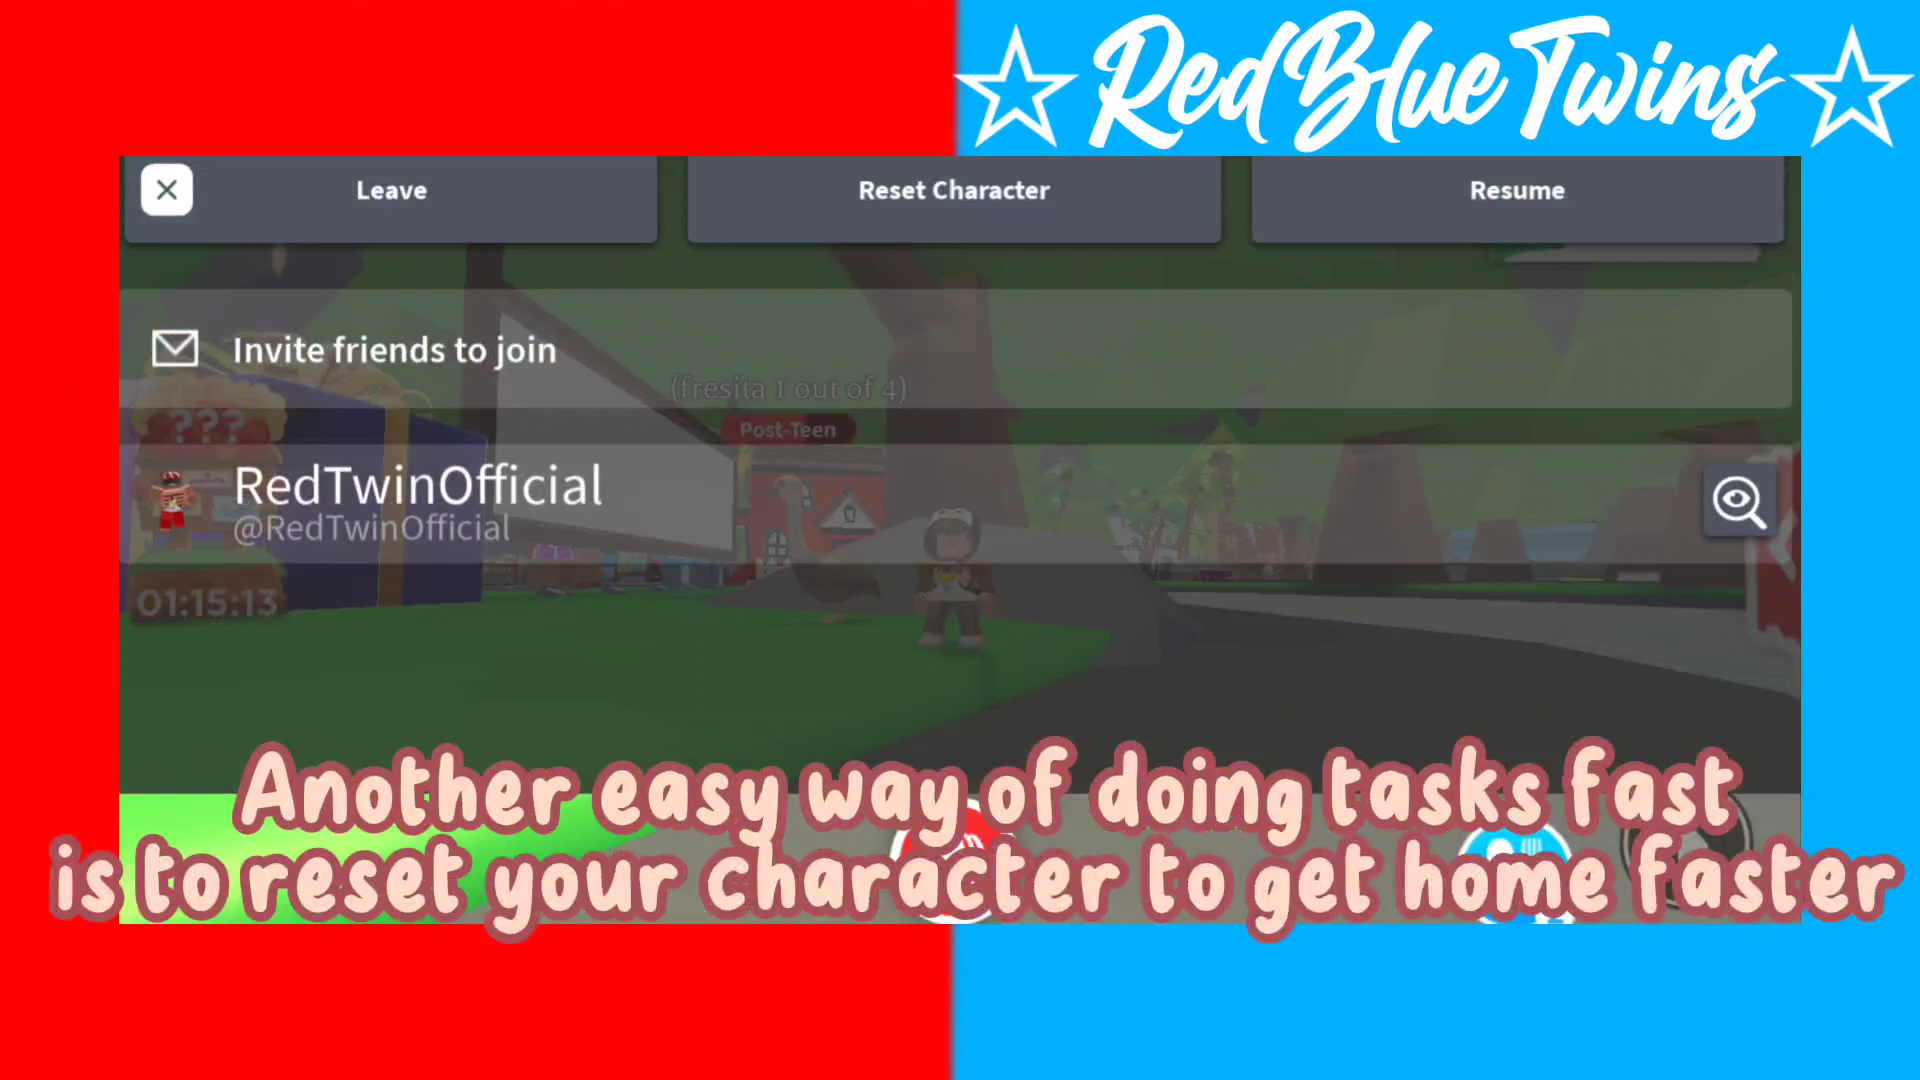 ☆RedBlueTwins☆
Leave
Reset Character
Resume
Invite friends to join
(fresita 1 out of 4)
???
Post-Teen
RedTwinOfficial
@RedTwinOfficial
01:15:13
Another easy way of doing tasks fast
is to reset your character to get home faster